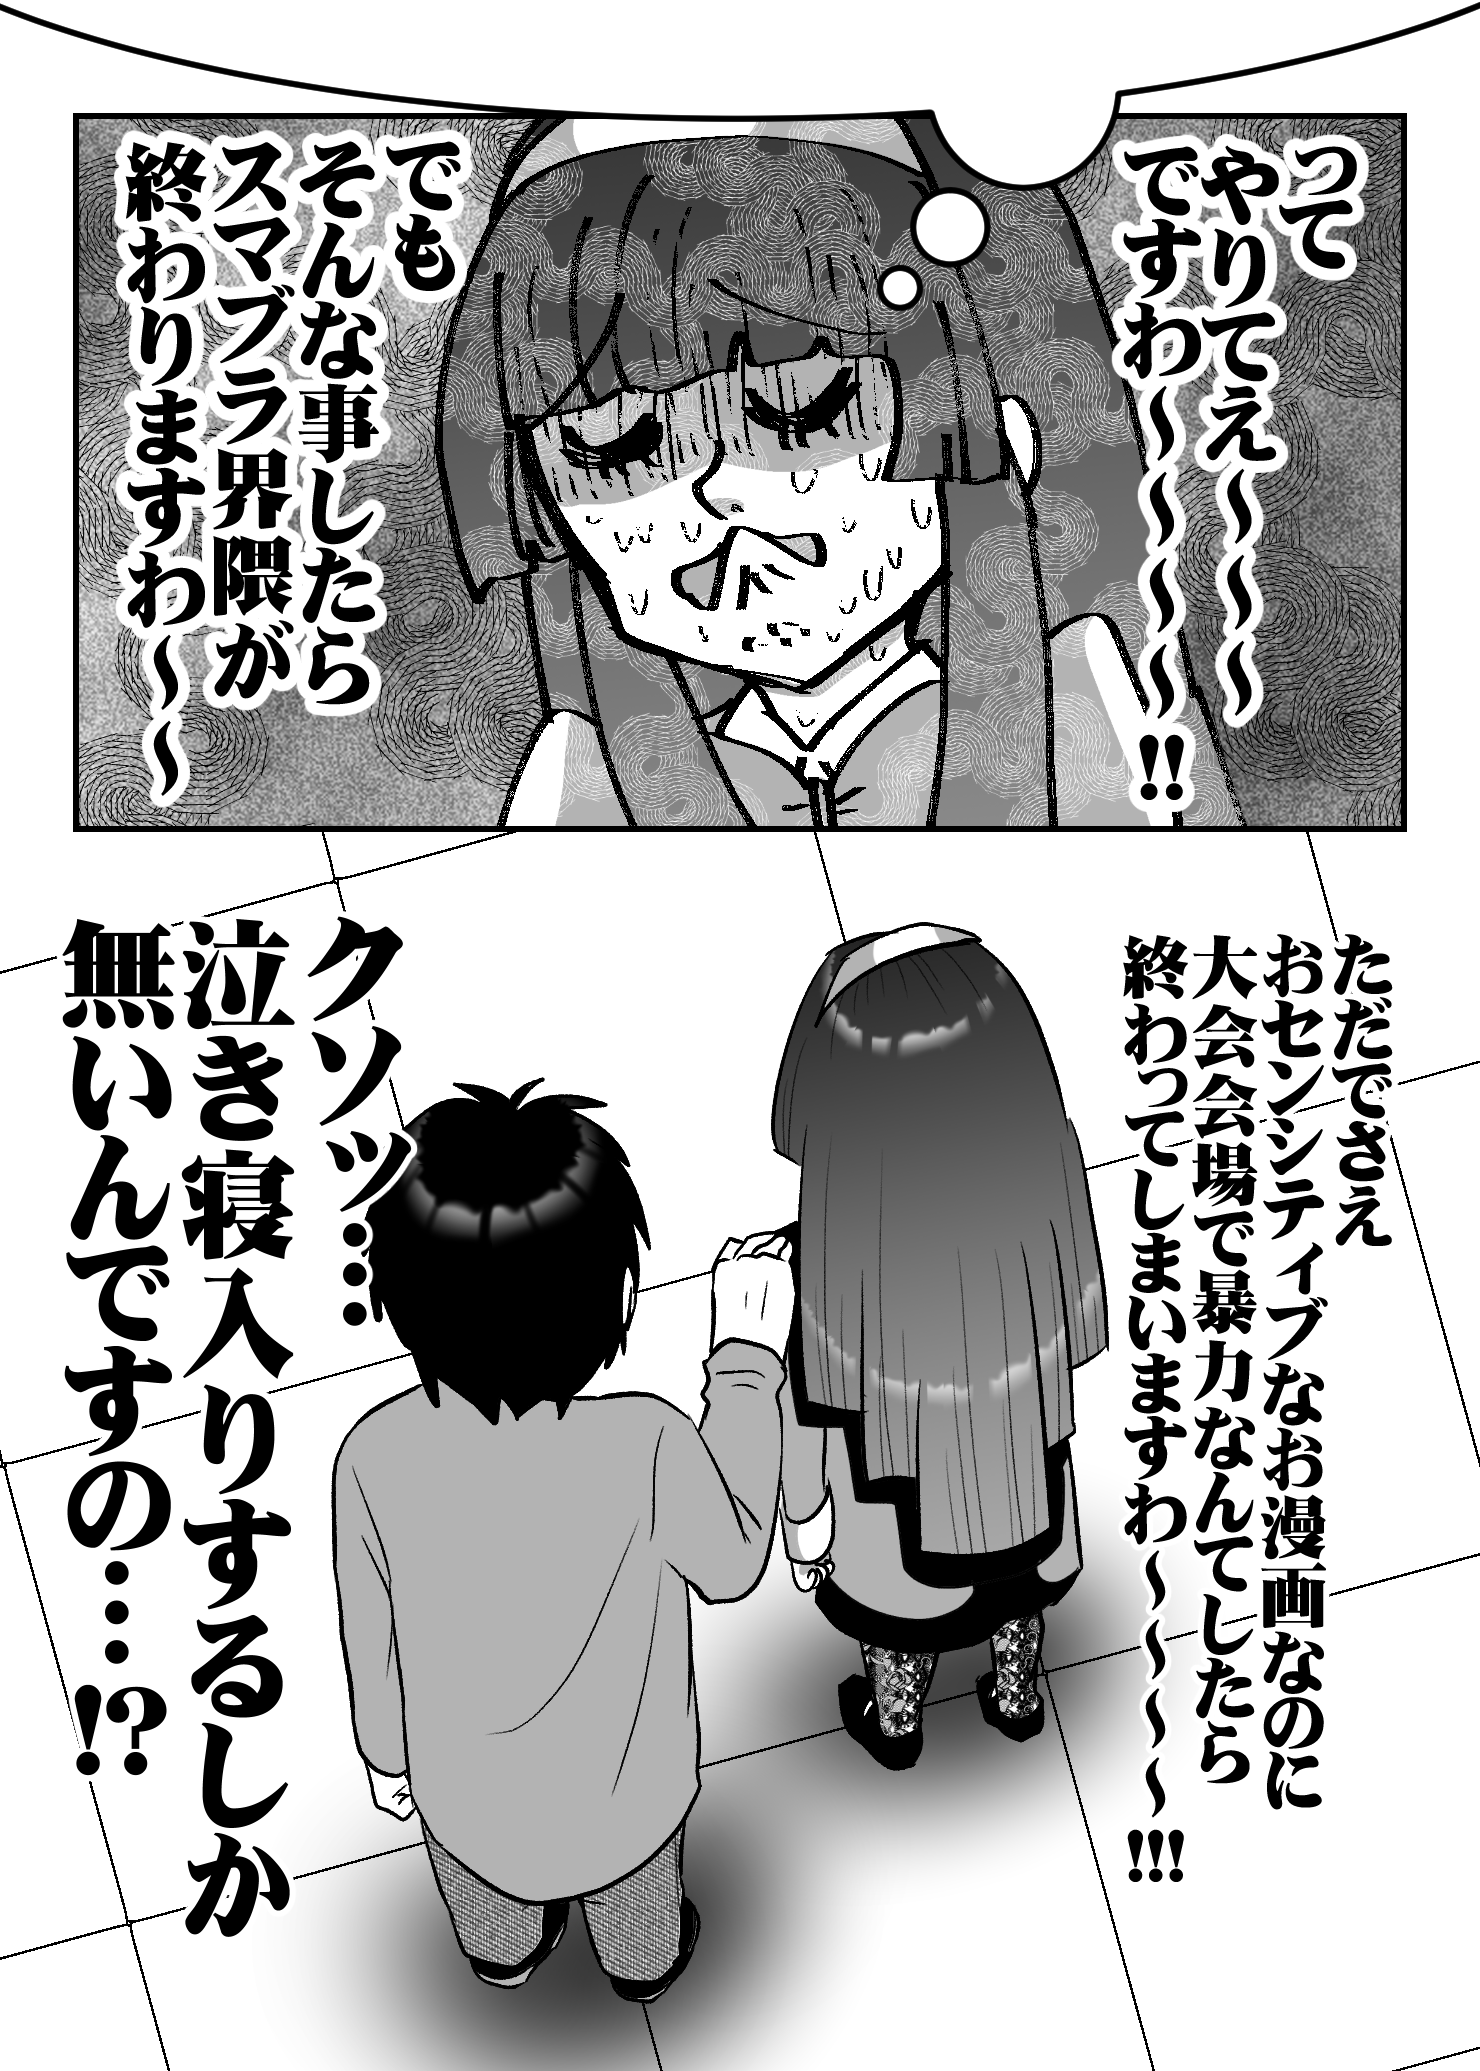 って
やりてえ～～～
ですわ～～～～!!
でも
そんな事したら
スマブラ界隈が
終わりますわ～～
ただでさえ
おセンシティブなお漫画なのに
大会会場で暴力なんてしたら
終わってしまいますわ～～～～!!!
クソッ……
泣き寝入りするしか
無いんですの……!?